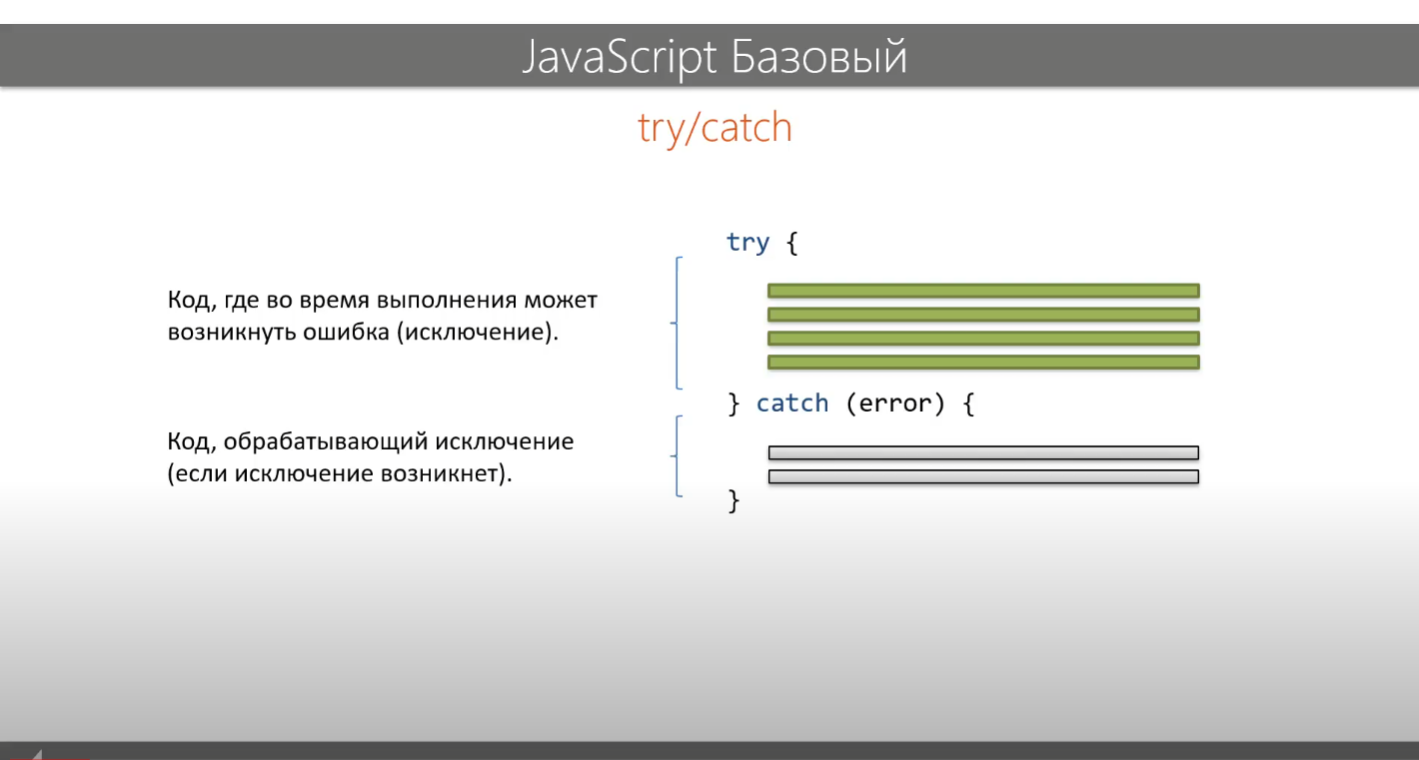 JavaScript Базовый
try/catch
try {
Код, где во время выполнения может
возникнуть ошибка (исключение).
} catch (error) {
Код, обрабатывающий исключение
(если исключение возникнет).
}